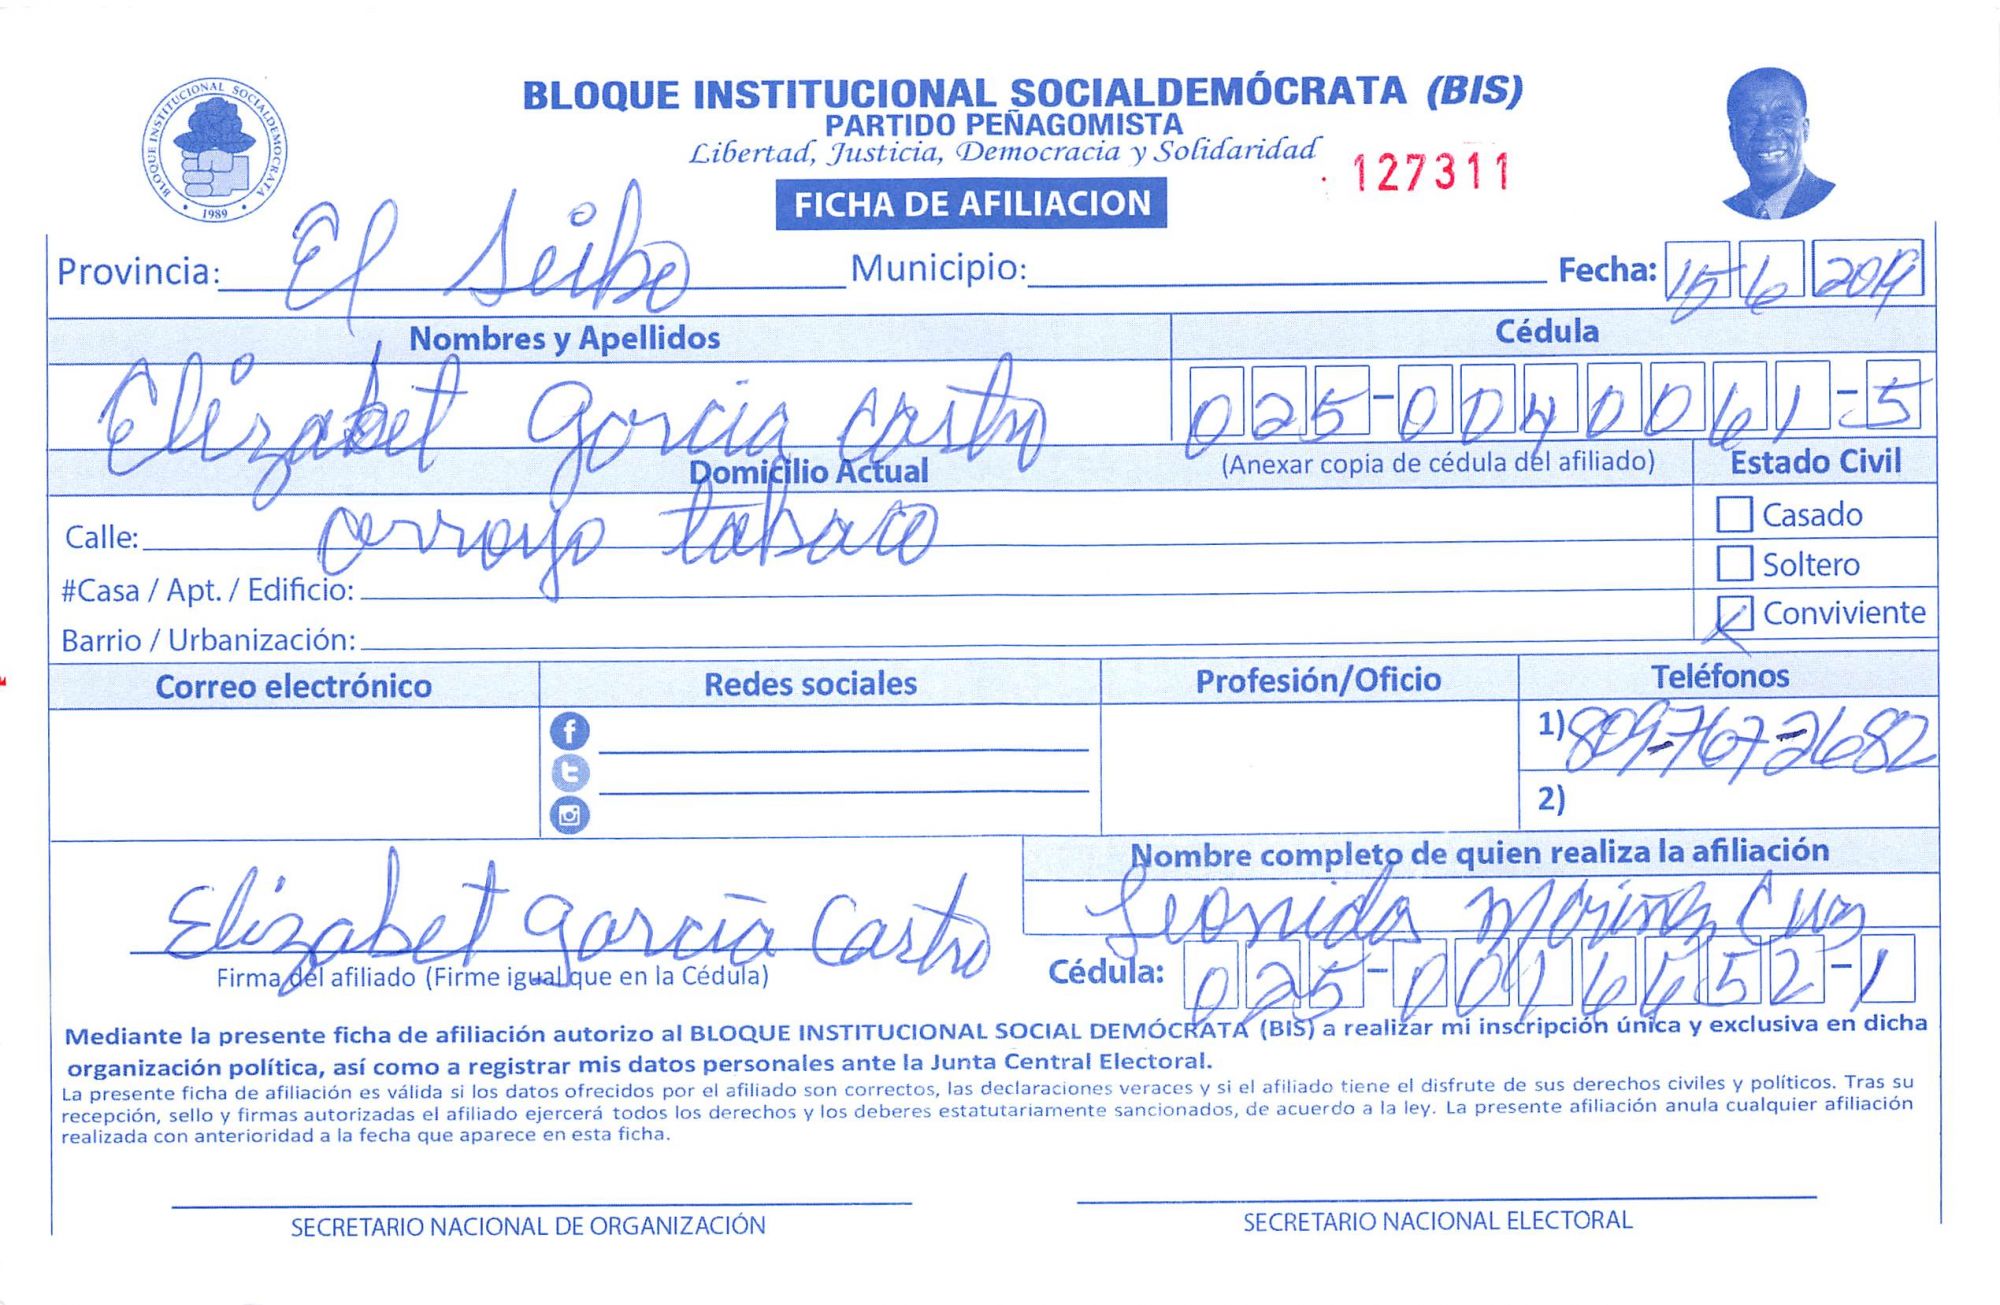 BLOQUE INSTITUCIONAL SOCIALDEMÓCRATA (BIS)
PARTIDO PEÑAGOMISTA
Libertad, Justicia, Democracia y Solidaridad
127311
BLOQUE INSTITUCIONAL SOCIALDEMOCRATA
1989
FICHA DE AFILIACION
Provincia: El Seibo Municipio: Fecha: 15 6 2019
Nombres y Apellidos Cédula
Elizabet Garcia Castro 025-0040061-5
Domicilio Actual (Anexar copia de cédula del afiliado) Estado Civil
Calle: arroyo tabaco Casado
#Casa / Apt. / Edificio: Soltero
Barrio / Urbanización: Conviviente
Correo electrónico Redes sociales Profesión/Oficio Teléfonos
1) 809-767-2682
2)
Nombre completo de quien realiza la afiliación
Elizabet García Castro Leonidas Cruz
Firma del afiliado (Firme igual que en la Cédula) Cédula: 025-0016652-1
Mediante la presente ficha de afiliación autorizo al BLOQUE INSTITUCIONAL SOCIAL DEMÓCRATA (BIS) a realizar mi inscripción única y exclusiva en dicha
organización política, así como a registrar mis datos personales ante la Junta Central Electoral.
La presente ficha de afiliación es válida si los datos ofrecidos por el afiliado son correctos, las declaraciones veraces y si el afiliado tiene el disfrute de sus derechos civiles y políticos. Tras su
recepción, sello y firmas autorizadas el afiliado ejercerá todos los derechos y los deberes estatutariamente sancionados, de acuerdo a la ley. La presente afiliación anula cualquier afiliación
realizada con anterioridad a la fecha que aparece en esta ficha.
SECRETARIO NACIONAL DE ORGANIZACIÓN SECRETARIO NACIONAL ELECTORAL